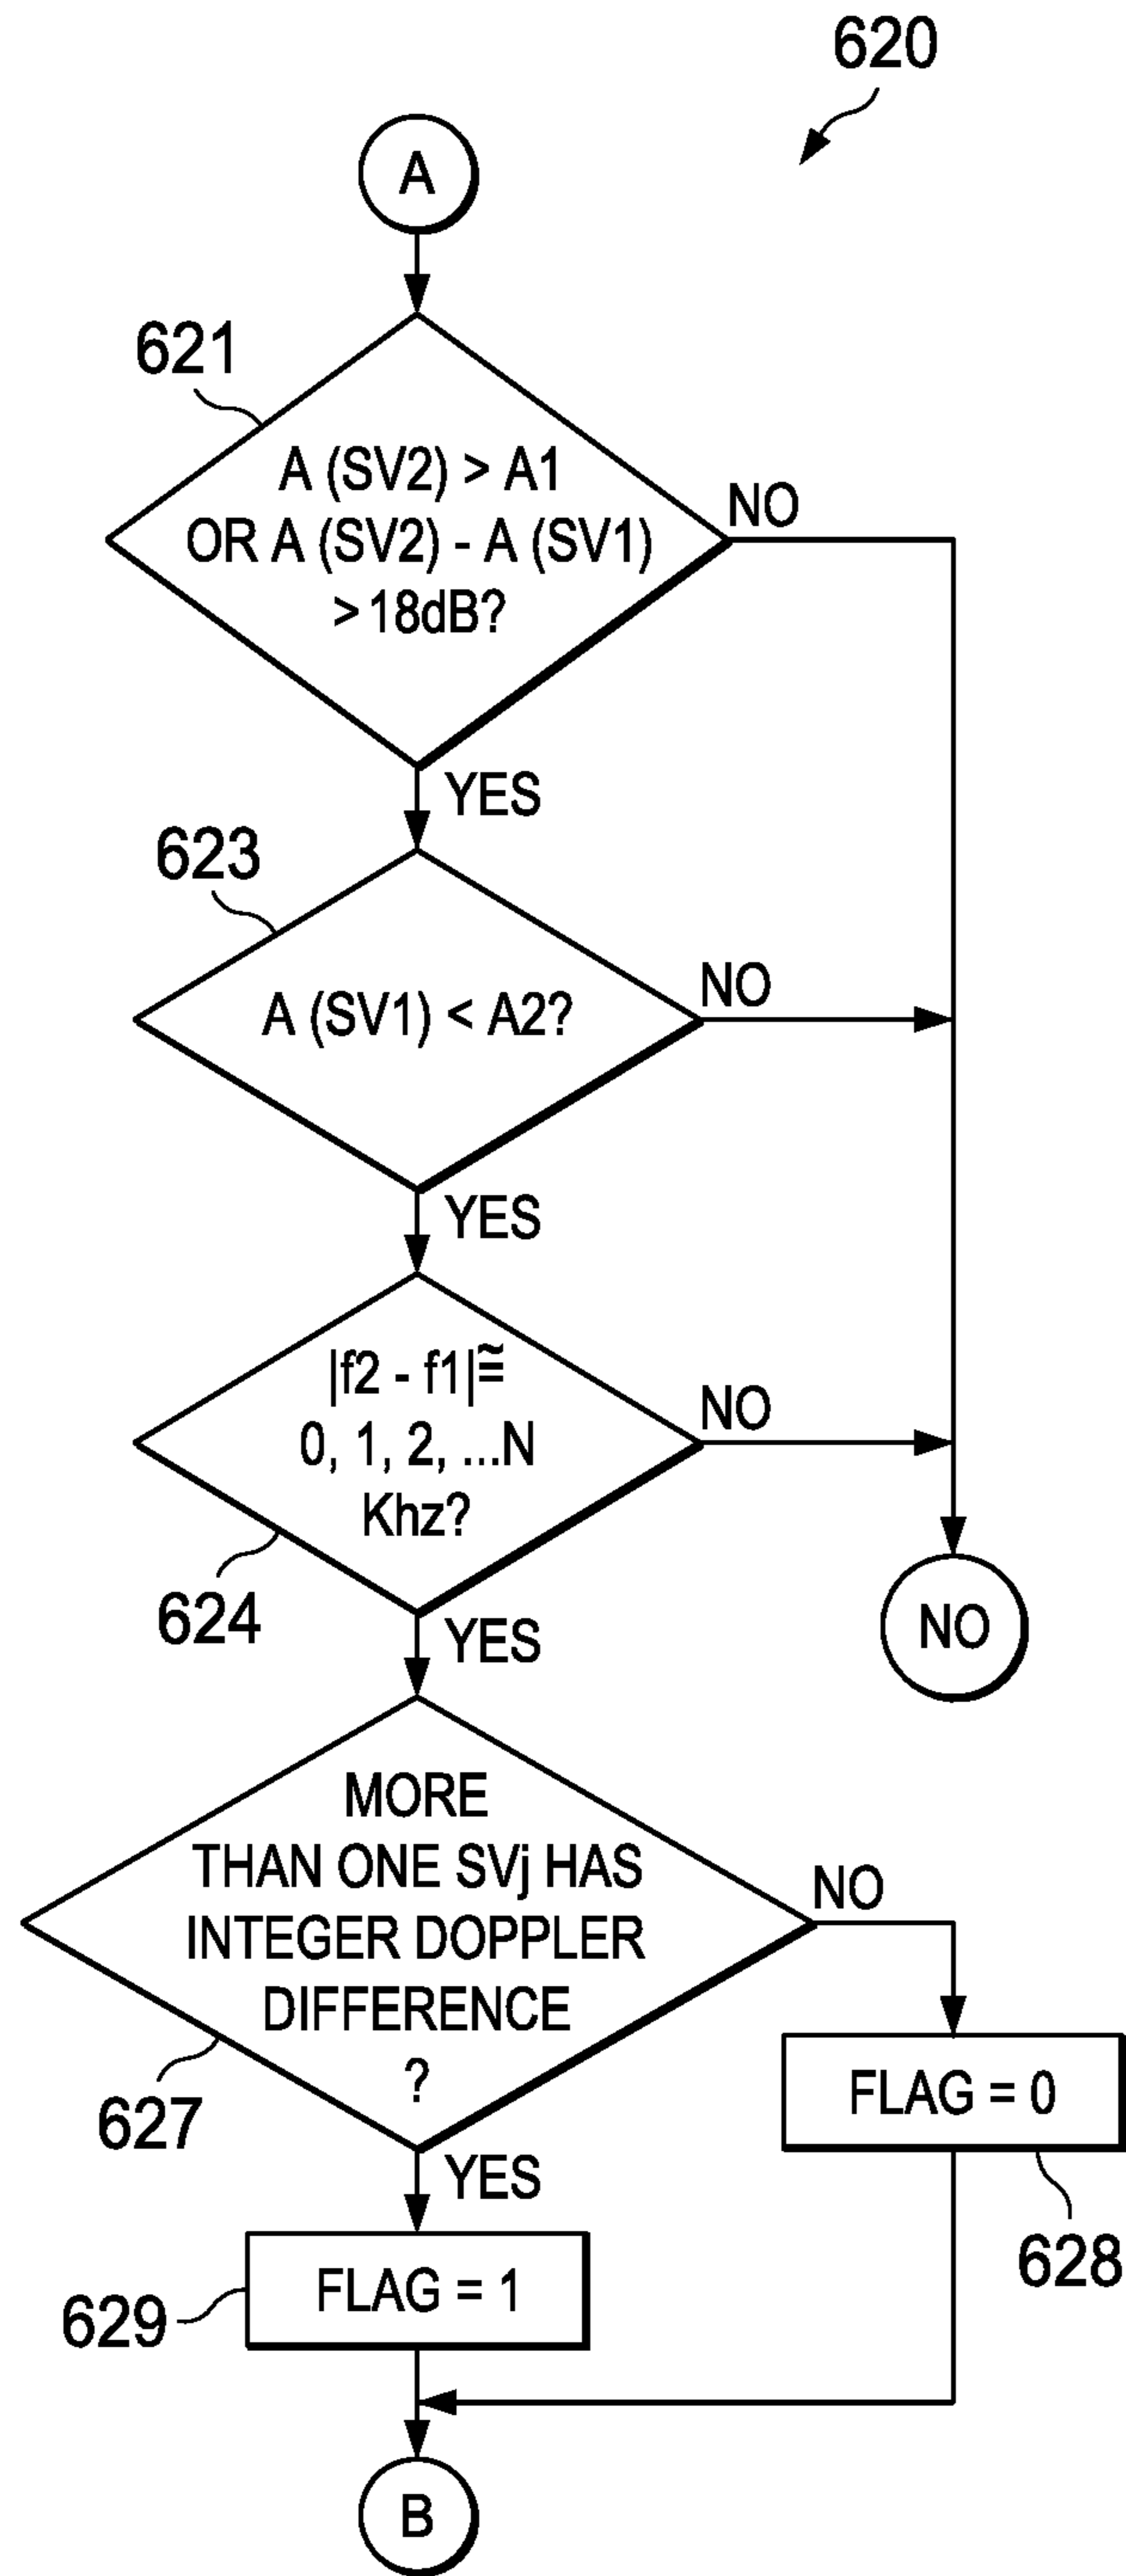 620
A
621
A (SV2) > A1
OR A (SV2) - A (SV1)
> 18dB?
NO
YES
623
A (SV1) < A2?
NO
YES
|f2 - f1|≅
0, 1, 2, ...N
Khz?
NO
624
YES
NO
MORE
THAN ONE SVj HAS
INTEGER DOPPLER
DIFFERENCE
?
NO
627
FLAG = 0
YES
628
FLAG = 1
629
B